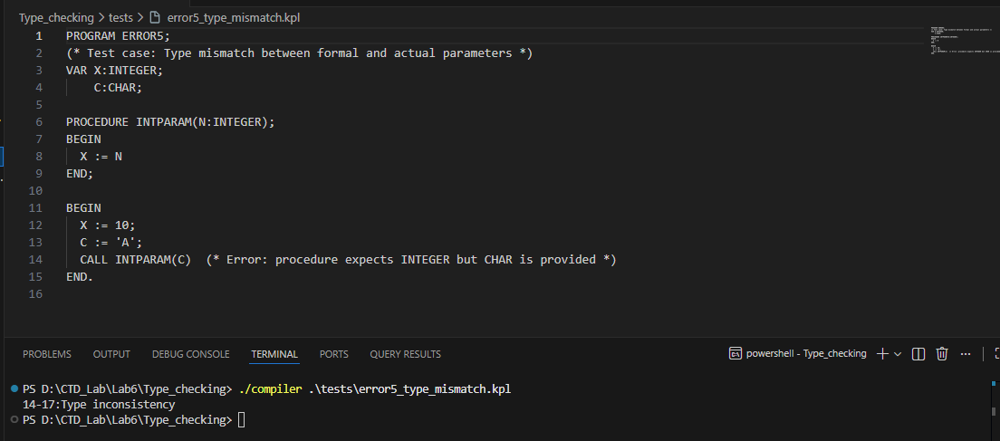 Type_checking > tests > error5_type_mismatch.kpl
1 PROGRAM ERROR5;
2 (* Test case: Type mismatch between formal and actual parameters *)
3 VAR X:INTEGER;
4     C:CHAR;
5
6 PROCEDURE INTPARAM(N:INTEGER);
7 BEGIN
8   X := N
9 END;
10
11 BEGIN
12   X := 10;
13   C := 'A';
14   CALL INTPARAM(C)  (* Error: procedure expects INTEGER but CHAR is provided *)
15 END.
16
PROBLEMS OUTPUT DEBUG CONSOLE TERMINAL PORTS QUERY RESULTS powershell - Type_checking
PS D:\CTD_Lab\Lab6\Type_checking> ./compiler .\tests\error5_type_mismatch.kpl
14-17:Type inconsistency
PS D:\CTD_Lab\Lab6\Type_checking>